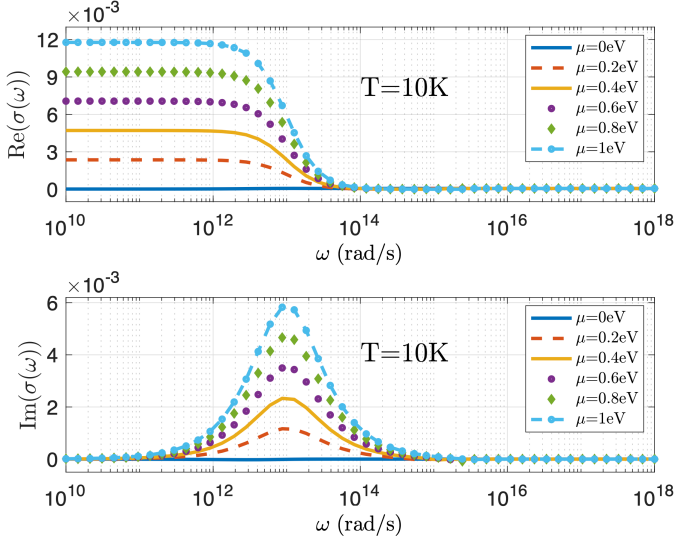 ×10⁻³
12
9
6
3
0
Re(σ(ω))
T=10K
μ=0eV
μ=0.2eV
μ=0.4eV
μ=0.6eV
μ=0.8eV
μ=1eV
10¹⁰ 10¹² 10¹⁴ 10¹⁶ 10¹⁸
ω (rad/s)
×10⁻³
6
4
2
0
Im(σ(ω))
T=10K
μ=0eV
μ=0.2eV
μ=0.4eV
μ=0.6eV
μ=0.8eV
μ=1eV
10¹⁰ 10¹² 10¹⁴ 10¹⁶ 10¹⁸
ω (rad/s)